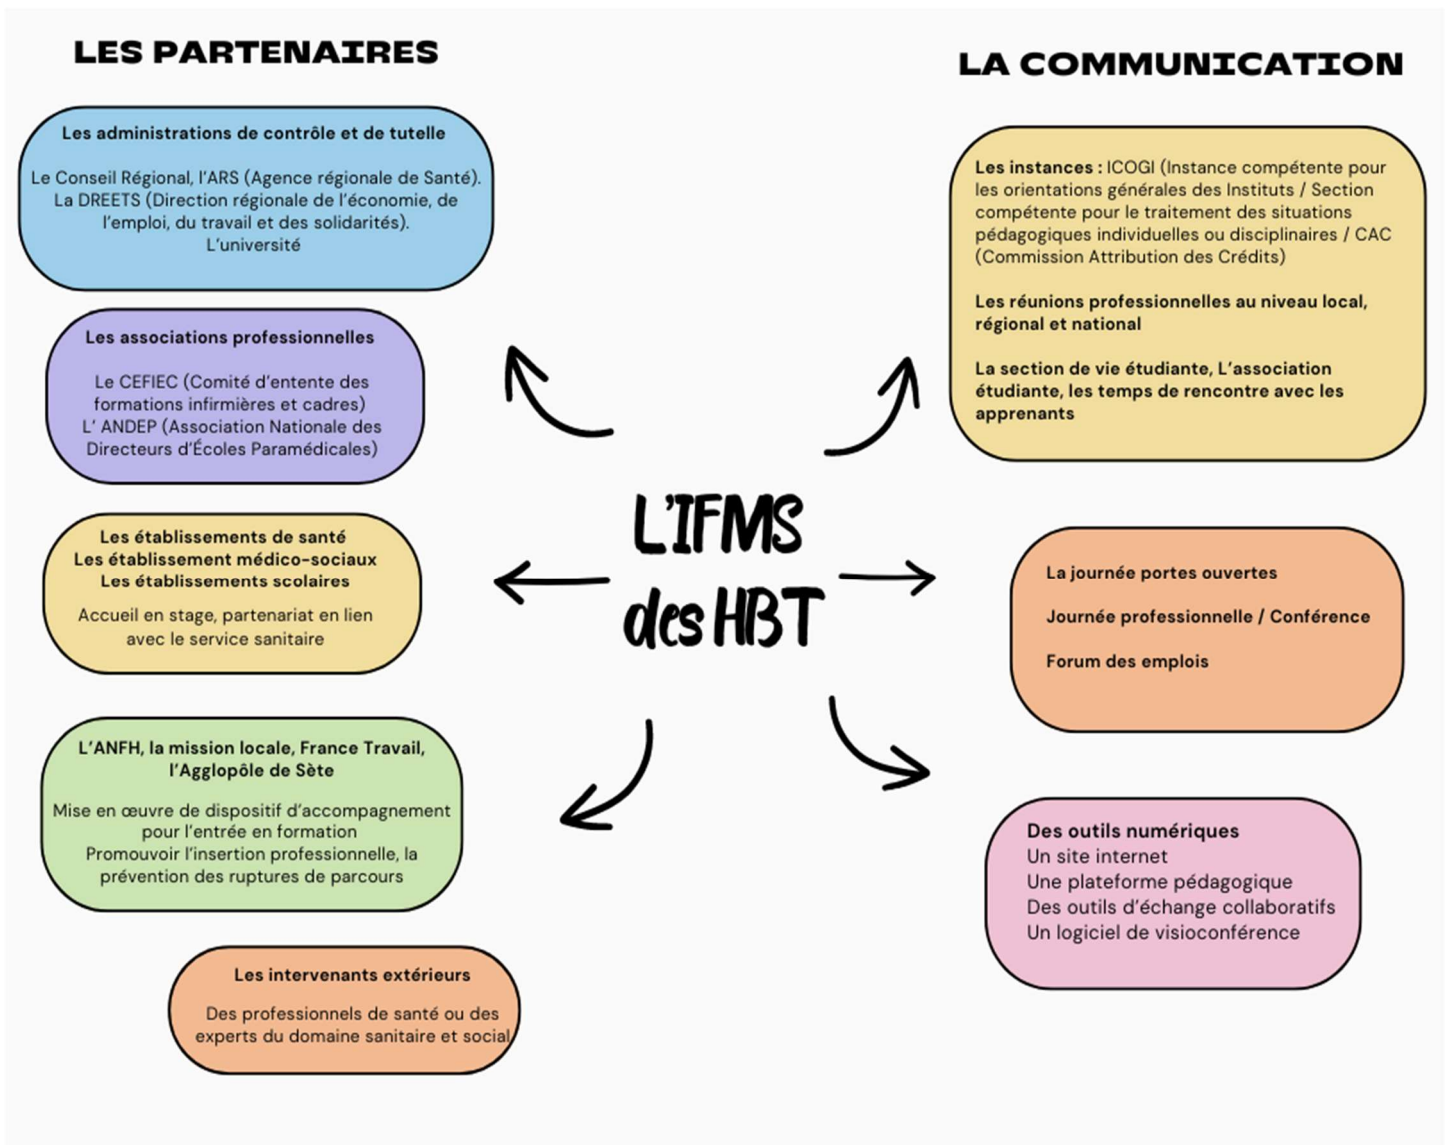 LES PARTENAIRES
Les administrations de contrôle et de tutelle
Le Conseil Régional, l'ARS (Agence régionale de Santé).
La DREETS (Direction régionale de l'économie, de
l'emploi, du travail et des solidarités).
L'université
Les associations professionnelles
Le CEFIEC (Comité d'entente des
formations infirmières et cadres)
L' ANDEP (Association Nationale des
Directeurs d'Écoles Paramédicales)
Les établissements de santé
Les établissement médico-sociaux
Les établissements scolaires
Accueil en stage, partenariat en lien
avec le service sanitaire
L'ANFH, la mission locale, France Travail,
l'Agglopôle de Sète
Mise en œuvre de dispositif d'accompagnement
pour l'entrée en formation
Promouvoir l'insertion professionnelle, la
prévention des ruptures de parcours
Les intervenants extérieurs
Des professionnels de santé ou des
experts du domaine sanitaire et social
L'IFMS
des HBT
LA COMMUNICATION
Les instances : ICOGI (Instance compétente pour
les orientations générales des Instituts / Section
compétente pour le traitement des situations
pédagogiques individuelles ou disciplinaires / CAC
(Commission Attribution des Crédits)
Les réunions professionnelles au niveau local,
régional et national
La section de vie étudiante, L'association
étudiante, les temps de rencontre avec les
apprenants
La journée portes ouvertes
Journée professionnelle / Conférence
Forum des emplois
Des outils numériques
Un site internet
Une plateforme pédagogique
Des outils d'échange collaboratifs
Un logiciel de visioconférence